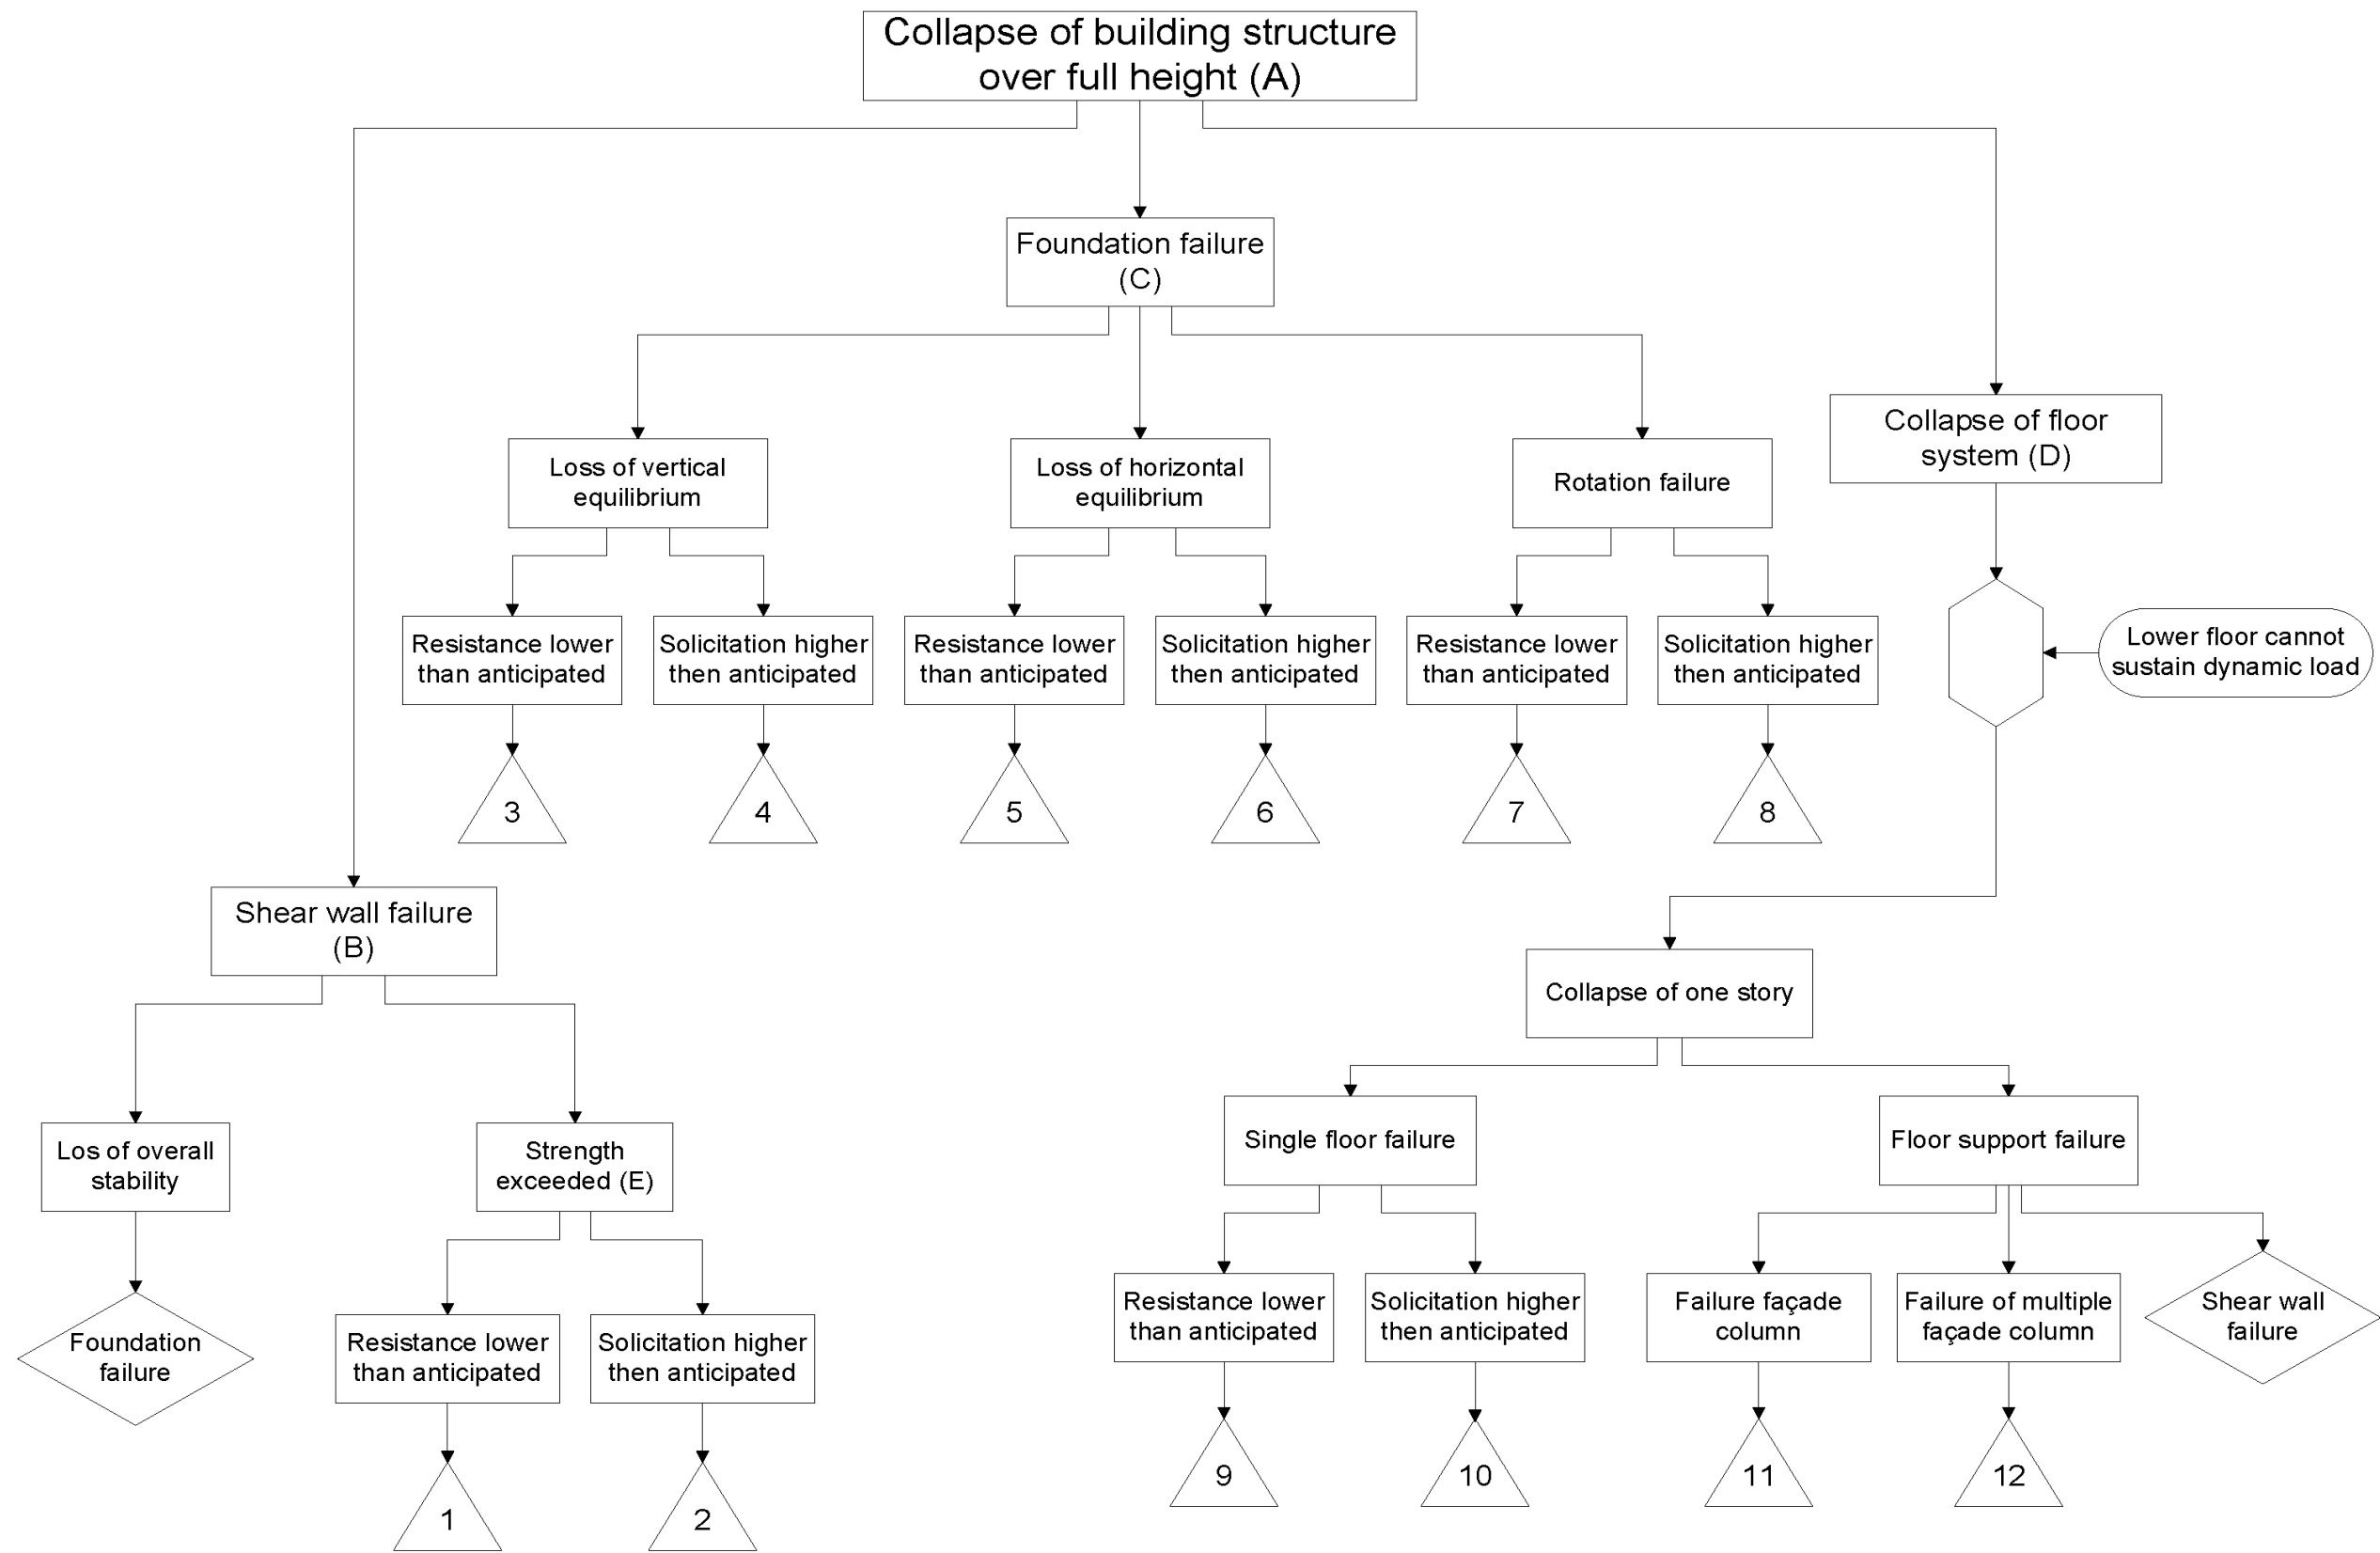 Collapse of building structure
over full height (A)
Foundation failure
(C)
Collapse of floor
system (D)
Loss of vertical
equilibrium
Loss of horizontal
equilibrium
Rotation failure
Resistance lower
than anticipated
Solicitation higher
then anticipated
Resistance lower
than anticipated
Solicitation higher
then anticipated
Resistance lower
than anticipated
Solicitation higher
then anticipated
Lower floor cannot
sustain dynamic load
3
4
5
6
7
8
Shear wall failure
(B)
Collapse of one story
Los of overall
stability
Strength
exceeded (E)
Single floor failure
Floor support failure
Foundation
failure
Resistance lower
than anticipated
Solicitation higher
then anticipated
Resistance lower
than anticipated
Solicitation higher
then anticipated
Failure façade
column
Failure of multiple
façade column
Shear wall
failure
1
2
9
10
11
12